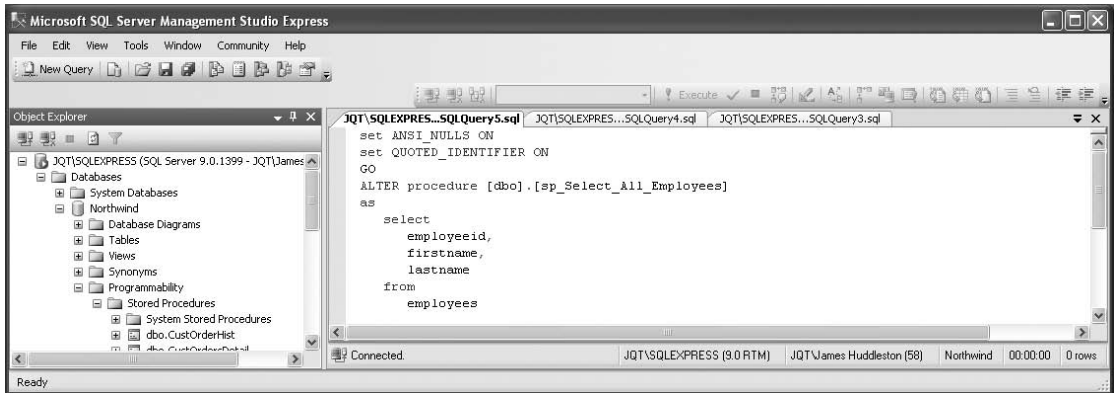 Microsoft SQL Server Management Studio Express
File Edit View Tools Window Community Help
New Query
Execute
Object Explorer
JQT\SQLEXPRESS (SQL Server 9.0.1399 - JQT\James
Databases
System Databases
Northwind
Database Diagrams
Tables
Views
Synonyms
Programmability
Stored Procedures
System Stored Procedures
dbo.CustOrderHist
dbo.CustOrdersDetail
JQT\SQLEXPRES...SQLQuery5.sql JQT\SQLEXPRES...SQLQuery4.sql JQT\SQLEXPRES...SQLQuery3.sql
set ANSI_NULLS ON
set QUOTED_IDENTIFIER ON
GO
ALTER procedure [dbo].[sp_Select_All_Employees]
as
select
employeeid,
firstname,
lastname
from
employees
Connected. JQT\SQLEXPRESS (9.0 RTM) JQT\James Huddleston (58) Northwind 00:00:00 0 rows
Ready